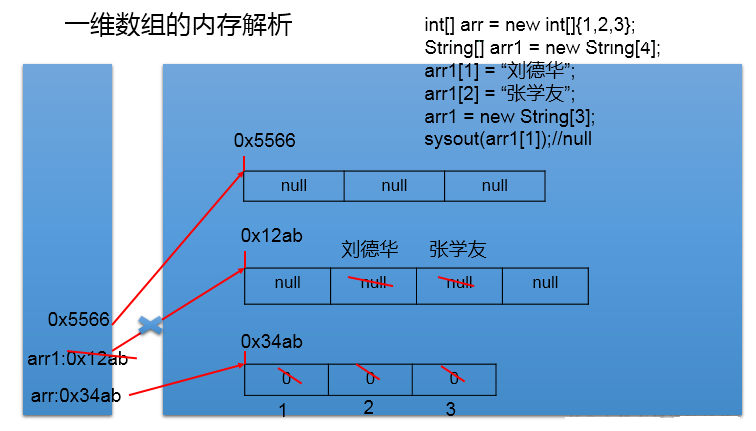 一维数组的内存解析
int[] arr = new int[]{1,2,3};
String[] arr1 = new String[4];
arr1[1] = “刘德华”;
arr1[2] = “张学友”;
arr1 = new String[3];
sysout(arr1[1]);//null
0x5566
null null null
0x12ab
刘德华 张学友
null null null null
0x5566
0x34ab
arr1:0x12ab
0 0 0
arr:0x34ab
1 2 3